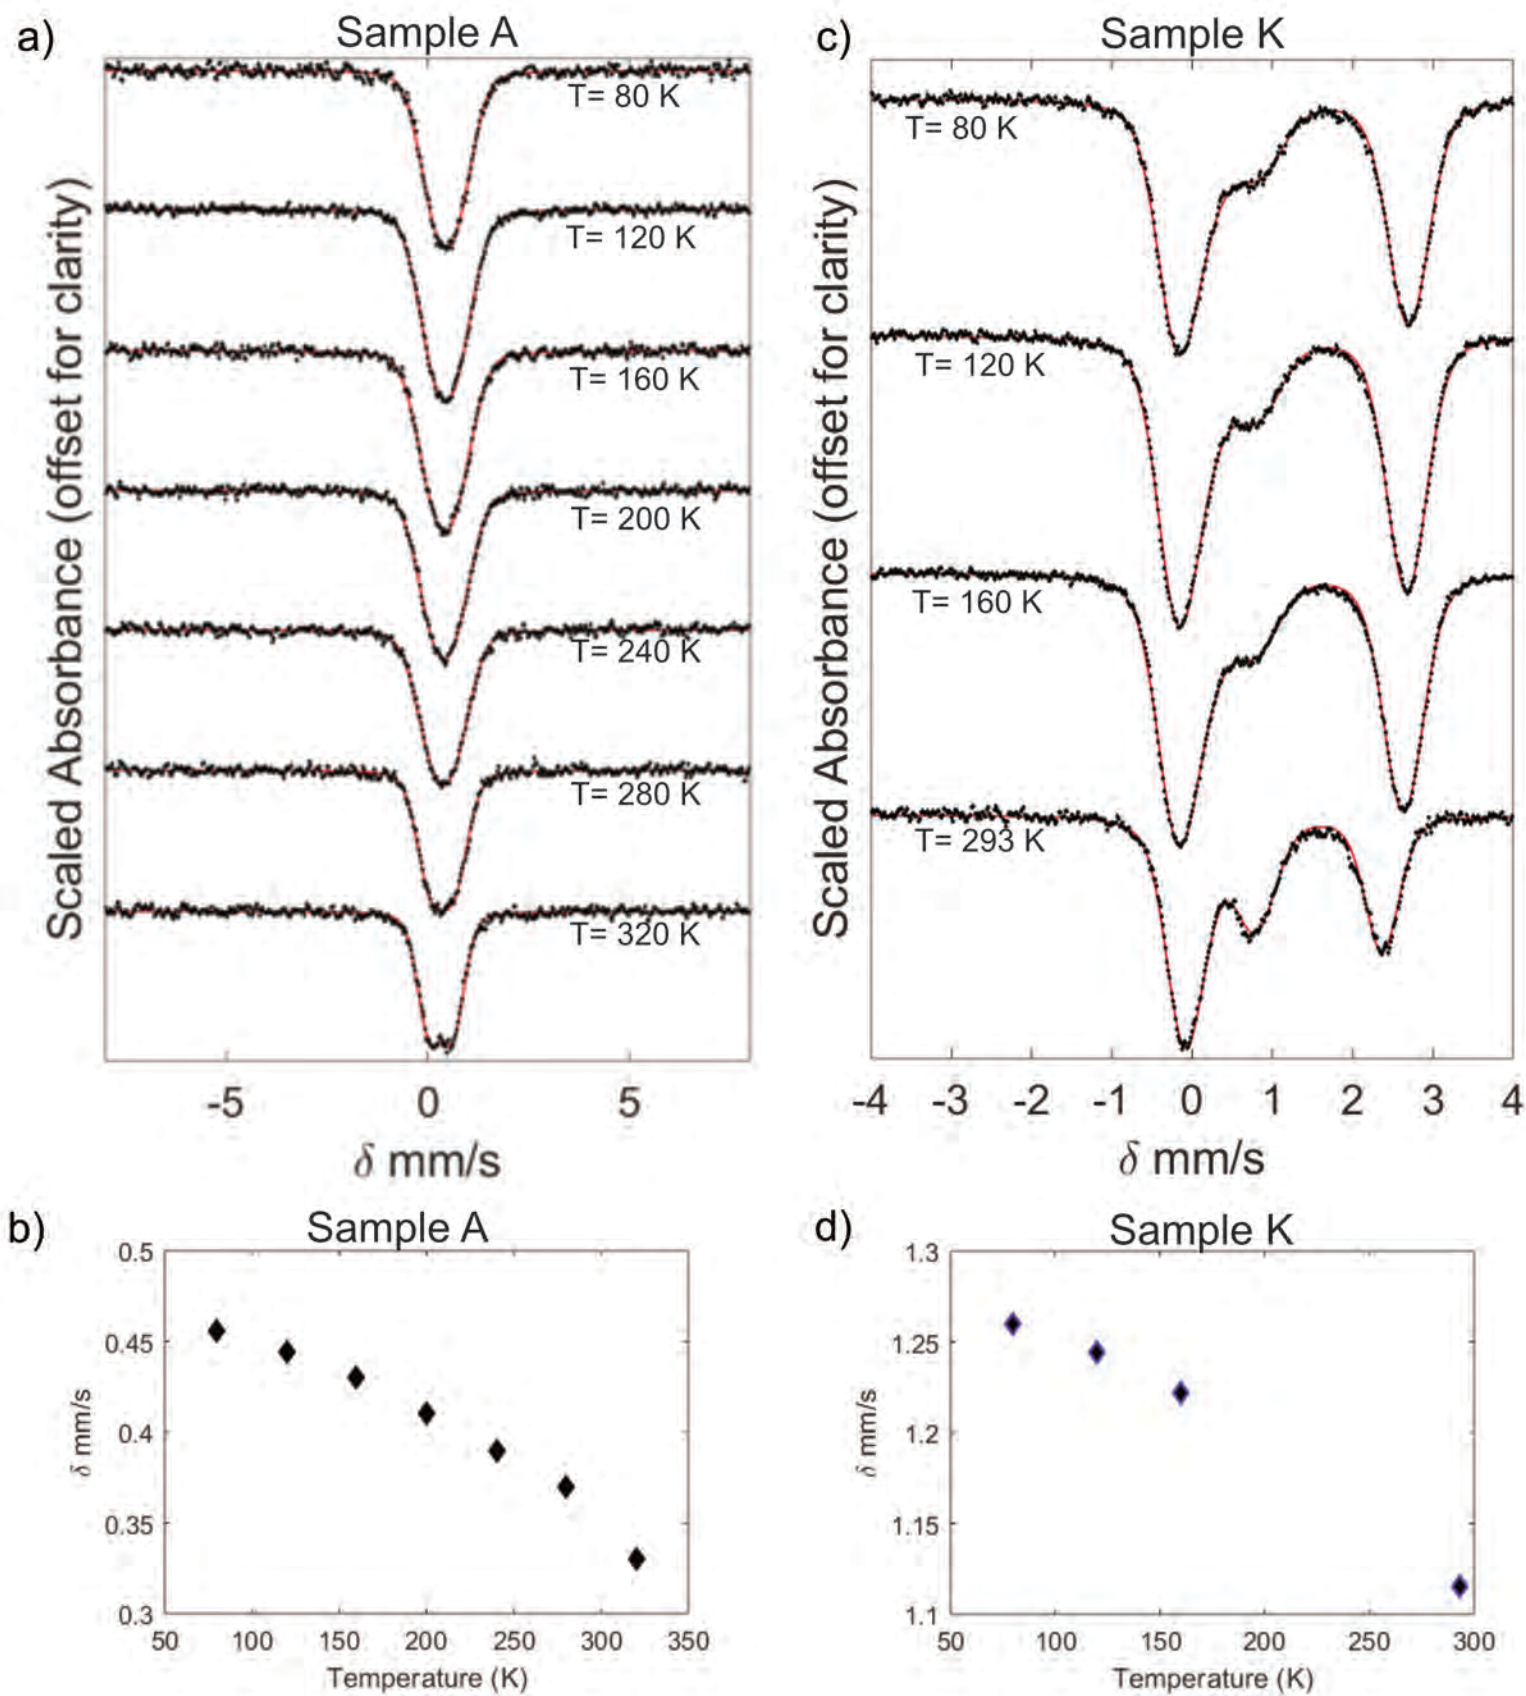 a)
Sample A
Scaled Absorbance (offset for clarity)
T= 80 K
T= 120 K
T= 160 K
T= 200 K
T= 240 K
T= 280 K
T= 320 K
-5 0 5
δ mm/s
c)
Sample K
Scaled Absorbance (offset for clarity)
T= 80 K
T= 120 K
T= 160 K
T= 293 K
-4 -3 -2 -1 0 1 2 3 4
δ mm/s
b)
Sample A
δ mm/s
0.5
0.45
0.4
0.35
0.3
50 100 150 200 250 300 350
Temperature (K)
d)
Sample K
δ mm/s
1.3
1.25
1.2
1.15
1.1
50 100 150 200 250 300
Temperature (K)